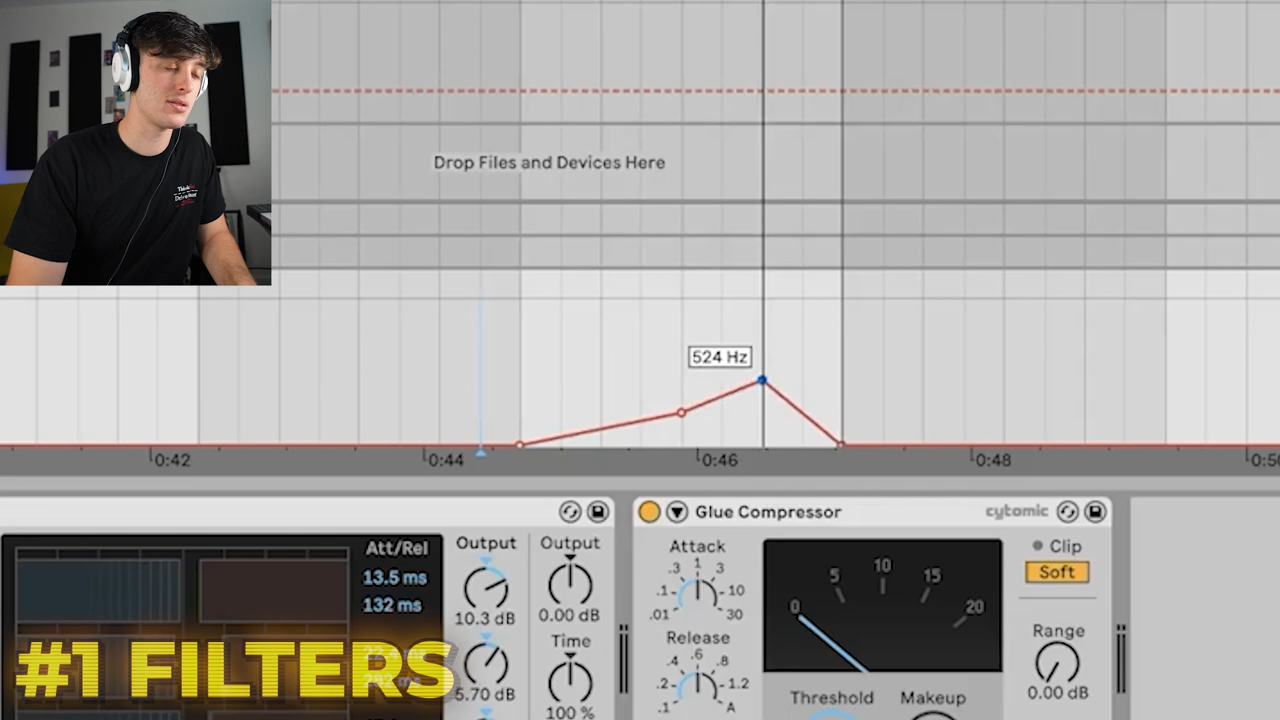 Drop Files and Devices Here
524 Hz
0:42
0:44
0:46
0:48
Glue Compressor
cytomic
Att/Rel
13.5 ms
132 ms
Output
10.3 dB
5.70 dB
Output
0.00 dB
Time
100 %
Attack
.01 .1 .3 1 3 10 30
Release
.1 .2 .4 .6 .8 1.2 A
0 5 10 15 20
Threshold
Makeup
Clip
Soft
Range
0.00 dB
#1 FILTERS